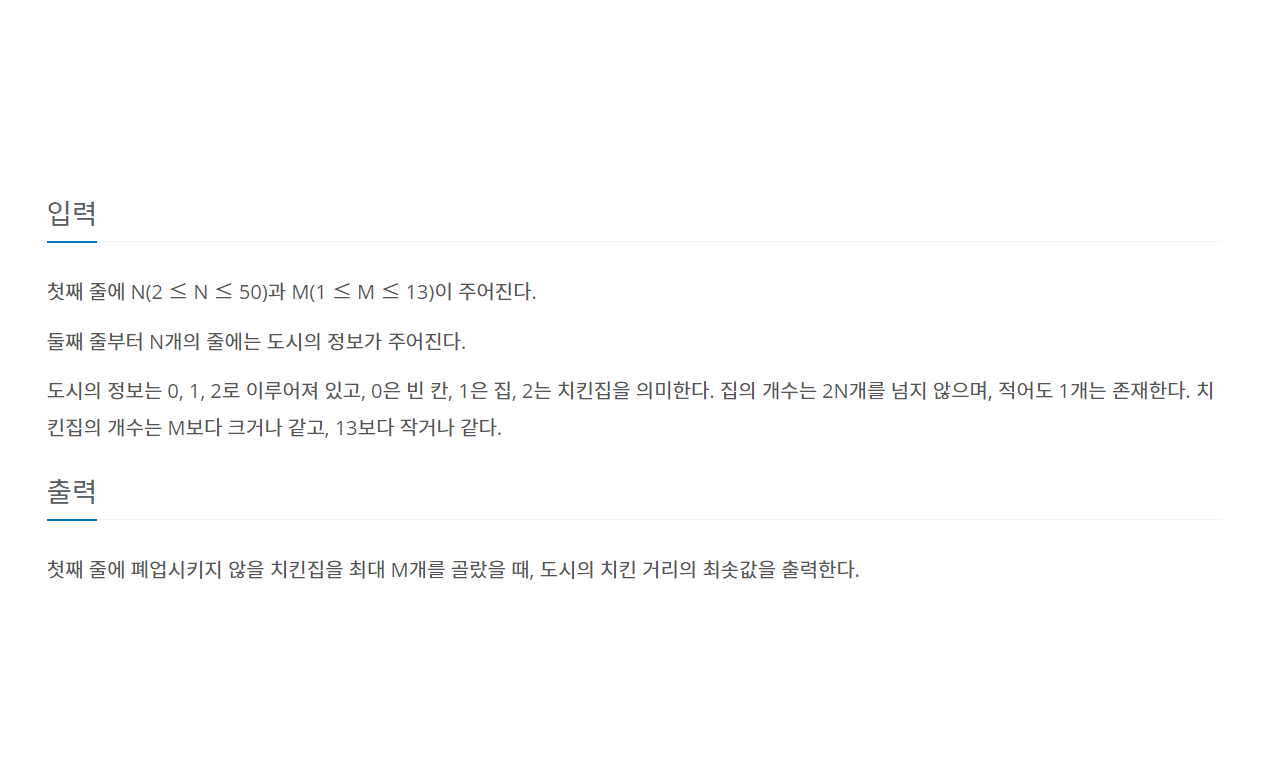 입력
첫째 줄에 N(2 ≤ N ≤ 50)과 M(1 ≤ M ≤ 13)이 주어진다.
둘째 줄부터 N개의 줄에는 도시의 정보가 주어진다.
도시의 정보는 0, 1, 2로 이루어져 있고, 0은 빈 칸, 1은 집, 2는 치킨집을 의미한다. 집의 개수는 2N개를 넘지 않으며, 적어도 1개는 존재한다. 치
킨집의 개수는 M보다 크거나 같고, 13보다 작거나 같다.
출력
첫째 줄에 폐업시키지 않을 치킨집을 최대 M개를 골랐을 때, 도시의 치킨 거리의 최솟값을 출력한다.